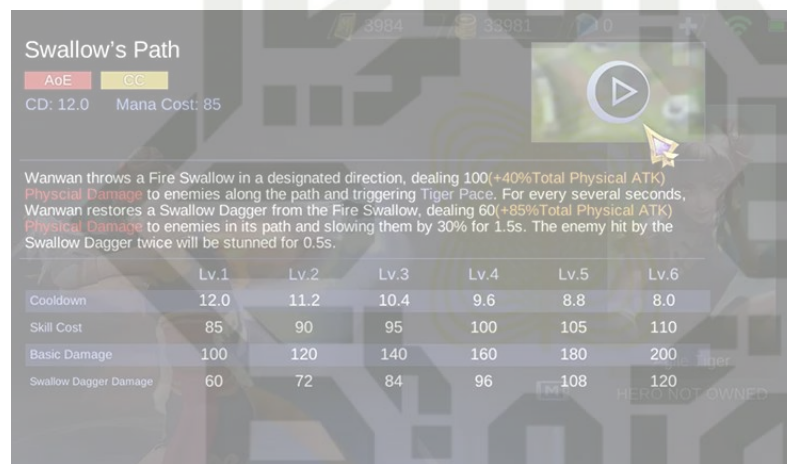 3984 33981 0
Swallow's Path
AoE CC
CD: 12.0 Mana Cost: 85
Wanwan throws a Fire Swallow in a designated direction, dealing 100(+40%Total Physical ATK)
Physcial Damage to enemies along the path and triggering Tiger Pace. For every several seconds,
Wanwan restores a Swallow Dagger from the Fire Swallow, dealing 60(+85%Total Physical ATK)
Physical Damage to enemies in its path and slowing them by 30% for 1.5s. The enemy hit by the
Swallow Dagger twice will be stunned for 0.5s.
Lv.1 Lv.2 Lv.3 Lv.4 Lv.5 Lv.6
Cooldown 12.0 11.2 10.4 9.6 8.8 8.0
Skill Cost 85 90 95 100 105 110
Basic Damage 100 120 140 160 180 200
Tiger
Swallow Dagger Damage 60 72 84 96 108 120
HERO NOT OWNED